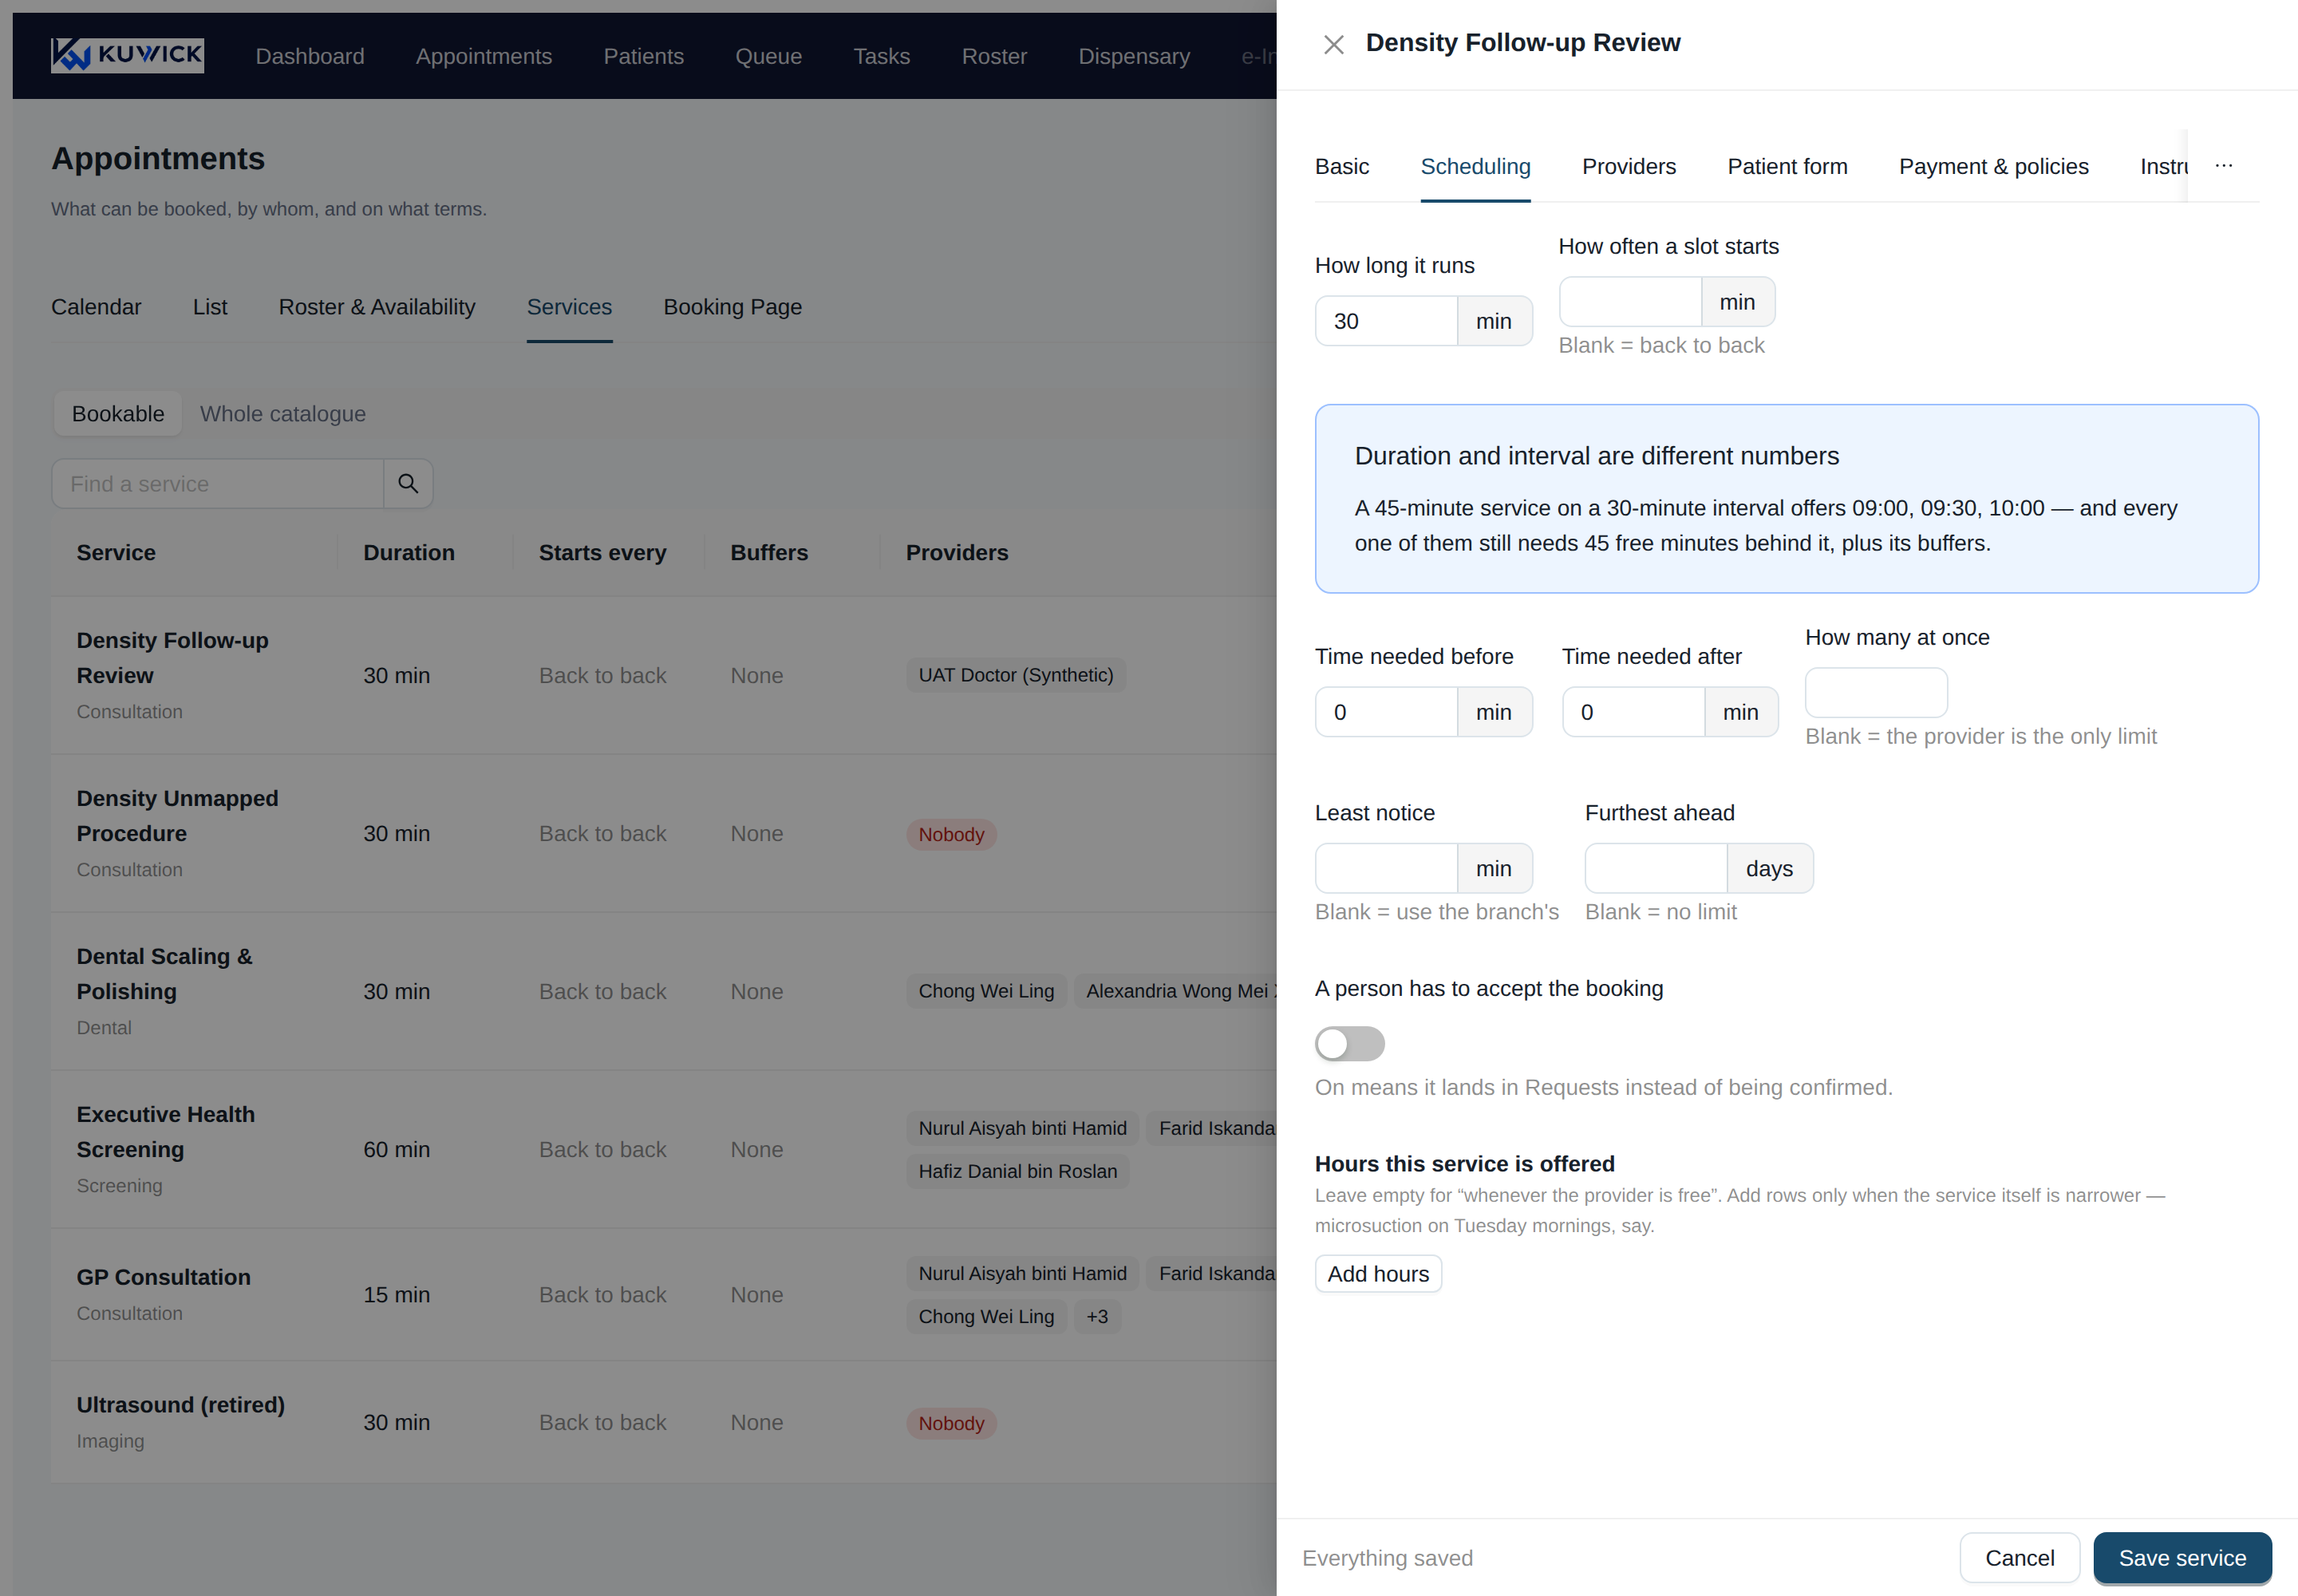 KUWICK
Dashboard
Appointments
Patients
Queue
Tasks
Roster
Dispensary
Appointments
What can be booked, by whom, and on what terms.
Calendar
List
Roster & Availability
Services
Booking Page
Bookable
Whole catalogue
Find a service
Service
Duration
Starts every
Buffers
Providers
Density Follow-up
Review
Consultation
30 min
Back to back
None
UAT Doctor (Synthetic)
Density Unmapped
Procedure
Consultation
30 min
Back to back
None
Nobody
Dental Scaling &
Polishing
Dental
30 min
Back to back
None
Chong Wei Ling
Alexandria Wong Mei
Executive Health
Screening
Screening
60 min
Back to back
None
Nurul Aisyah binti Hamid
Farid Iskanda
Hafiz Danial bin Roslan
GP Consultation
Consultation
15 min
Back to back
None
Nurul Aisyah binti Hamid
Farid Iskanda
Chong Wei Ling
+3
Ultrasound (retired)
Imaging
30 min
Back to back
None
Nobody
Density Follow-up Review
Basic
Scheduling
Providers
Patient form
Payment & policies
Instru
···
How long it runs
30 min
How often a slot starts
min
Blank = back to back
Duration and interval are different numbers
A 45-minute service on a 30-minute interval offers 09:00, 09:30, 10:00 — and every
one of them still needs 45 free minutes behind it, plus its buffers.
Time needed before
0 min
Time needed after
0 min
How many at once
Blank = the provider is the only limit
Least notice
min
Blank = use the branch's
Furthest ahead
days
Blank = no limit
A person has to accept the booking
On means it lands in Requests instead of being confirmed.
Hours this service is offered
Leave empty for “whenever the provider is free”. Add rows only when the service itself is narrower —
microsuction on Tuesday mornings, say.
Add hours
Everything saved
Cancel
Save service